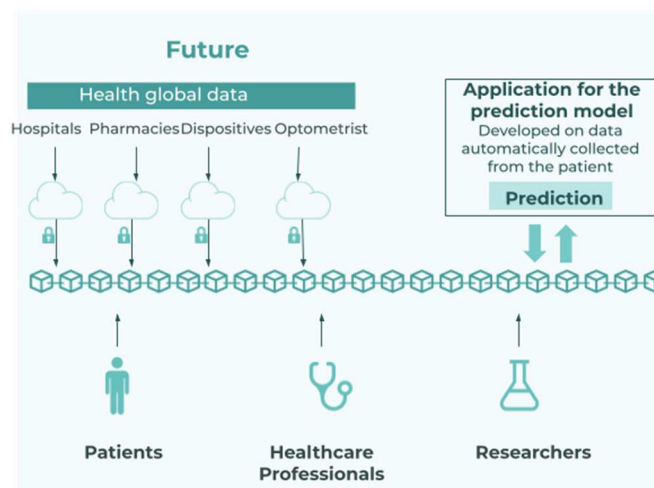 Future
Health global data
Hospitals Pharmacies Dispositives Optometrist
Application for the
prediction model
Developed on data
automatically collected
from the patient
Prediction
Patients
Healthcare
Professionals
Researchers